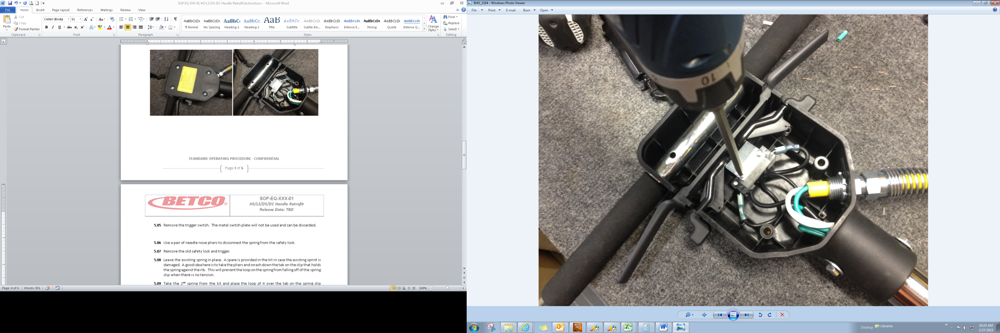 SOP EQ XXX 01 HS-LS-DS-DC Handle Retrofit Instructions - Microsoft Word
File Home Insert Page Layout References Mailings Review View
Paste
Cut
Copy
Format Painter
Clipboard
Calibri (Body) 11
Font
Paragraph
AaBbCcDc AaBbCcDc AaBbC AaBbCc AaB AaBbCc. AaBbCcDc AaBbCcDc AaBbCcDc AaBbCcDc AaBbCcDc AaBbCcDc
¶ Normal No Spacing Heading 1 Heading 2 Title Subtitle Subtle Em... Emphasis Intense E... Strong Quote Intense Q...
Change Styles
Styles
Find
Replace
Select
Editing
STANDARD OPERATING PROCEDURE - CONFIDENTIAL
Page 3 of 6
BETCO®
SOP-EQ-XXX-01
HS/LS/DS/DC Handle Retrofit
Release Date: TBD
5.05 Remove the trigger switch. The metal switch plate will not be used and can be discarded.
5.06 Use a pair of needle nose pliers to disconnect the spring from the safety lock.
5.07 Remove the old safety lock and trigger.
5.08 Leave the existing spring in place. A spare is provided in the kit in case the existing sprint is
damaged. A good idea here is to take the pliers and smash down the tab on the clip that holds
the spring against the rib. This will prevent the loop on the spring from falling off of the spring
clip when there is no tension.
5.09 Take the 2nd spring from the kit and place the loop of it over the tab on the spring clip
Page: 4 of 6 Words: 951 100%
IMG_3194 - Windows Photo Viewer
File Print E-mail Burn Open
10
Desktop Libraries
10:19 AM
2/27/2015